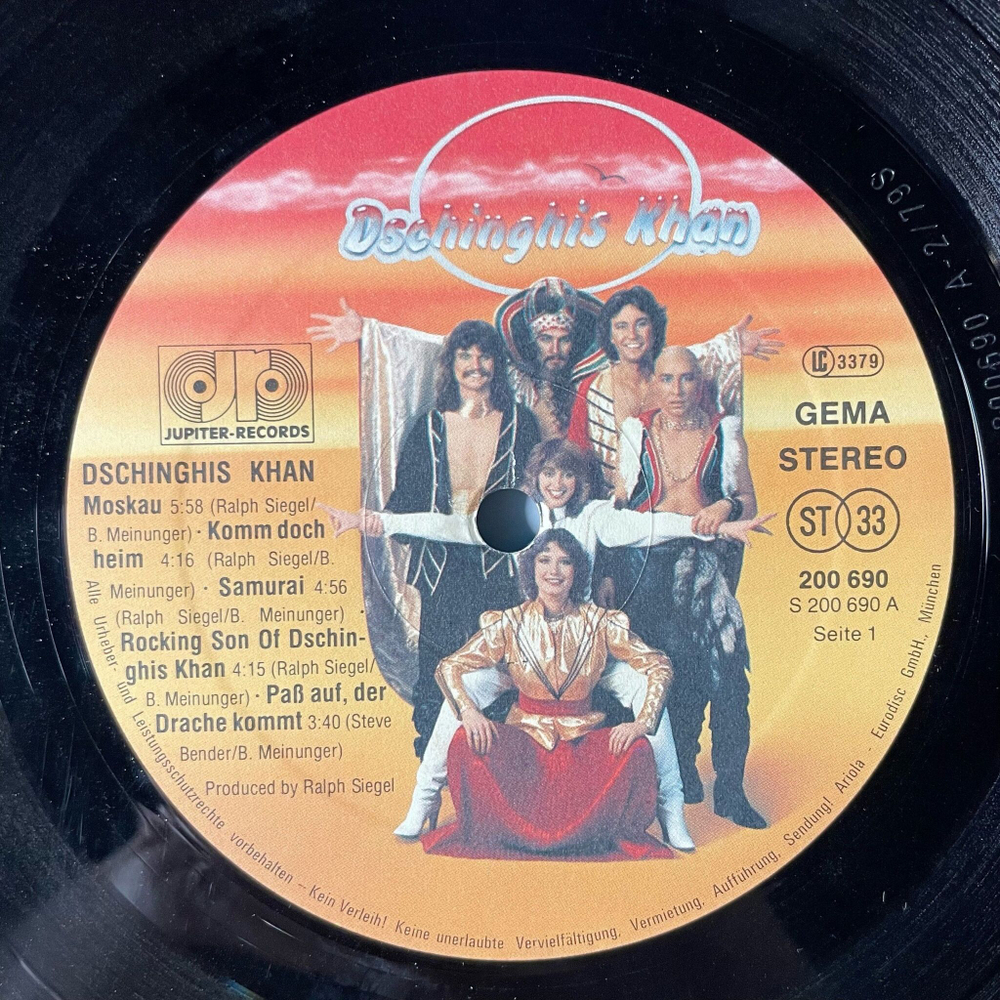 Dschinghis Khan
JUPITER-RECORDS
DSCHINGHIS KHAN
Moskau 5:58 (Ralph Siegel/
B. Meinunger) · Komm doch
heim 4:16 (Ralph Siegel/B.
Meinunger) · Samurai 4:56
(Ralph Siegel/B. Meinunger) ·
Rocking Son Of Dschin-
ghis Khan 4:15 (Ralph Siegel/
B. Meinunger) · Paß auf, der
Drache kommt 3:40 (Steve
Bender/B. Meinunger)
Produced by Ralph Siegel
LC 3379
GEMA
STEREO
ST 33
200 690
S 200 690 A
Seite 1
Alle Urheber- und Leistungsschutzrechte vorbehalten – Kein Verleih! Keine unerlaubte Vervielfältigung, Vermietung, Aufführung, Sendung! Ariola - Eurodisc GmbH., München
A-2/79S